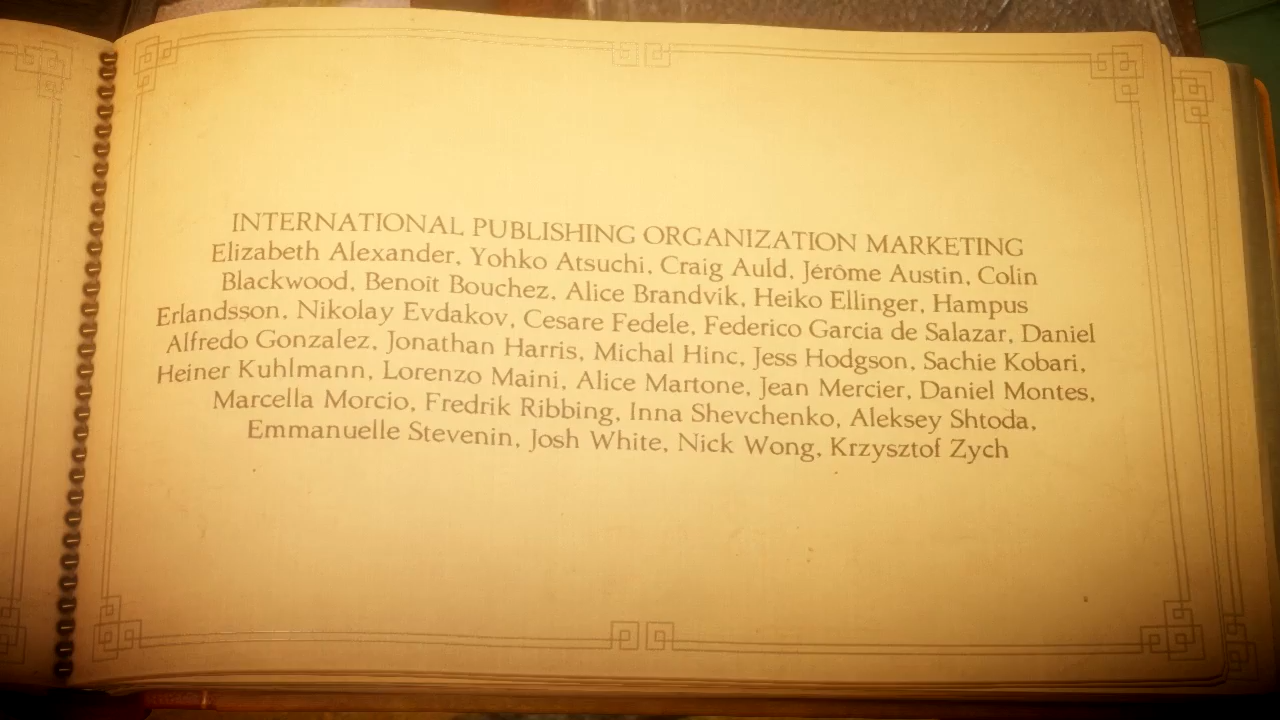 INTERNATIONAL PUBLISHING ORGANIZATION MARKETING
Elizabeth Alexander, Yohko Atsuchi, Craig Auld, Jérôme Austin, Colin
Blackwood, Benoît Bouchez, Alice Brandvik, Heiko Ellinger, Hampus
Erlandsson, Nikolay Evdakov, Cesare Fedele, Federico Garcia de Salazar, Daniel
Alfredo Gonzalez, Jonathan Harris, Michal Hinc, Jess Hodgson, Sachie Kobari,
Heiner Kuhlmann, Lorenzo Maini, Alice Martone, Jean Mercier, Daniel Montes,
Marcella Morcio, Fredrik Ribbing, Inna Shevchenko, Aleksey Shtoda,
Emmanuelle Stevenin, Josh White, Nick Wong, Krzysztof Zych